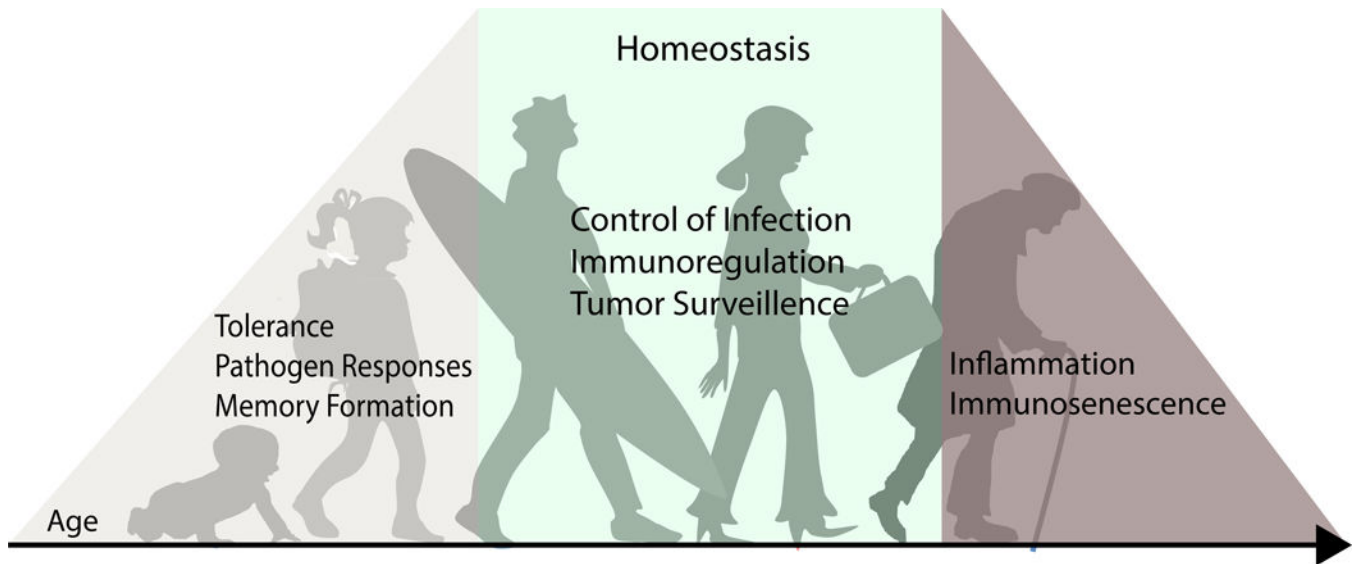 Homeostasis
Control of Infection
Immunoregulation
Tumor Surveillence
Tolerance
Pathogen Responses
Memory Formation
Inflammation
Immunosenescence
Age